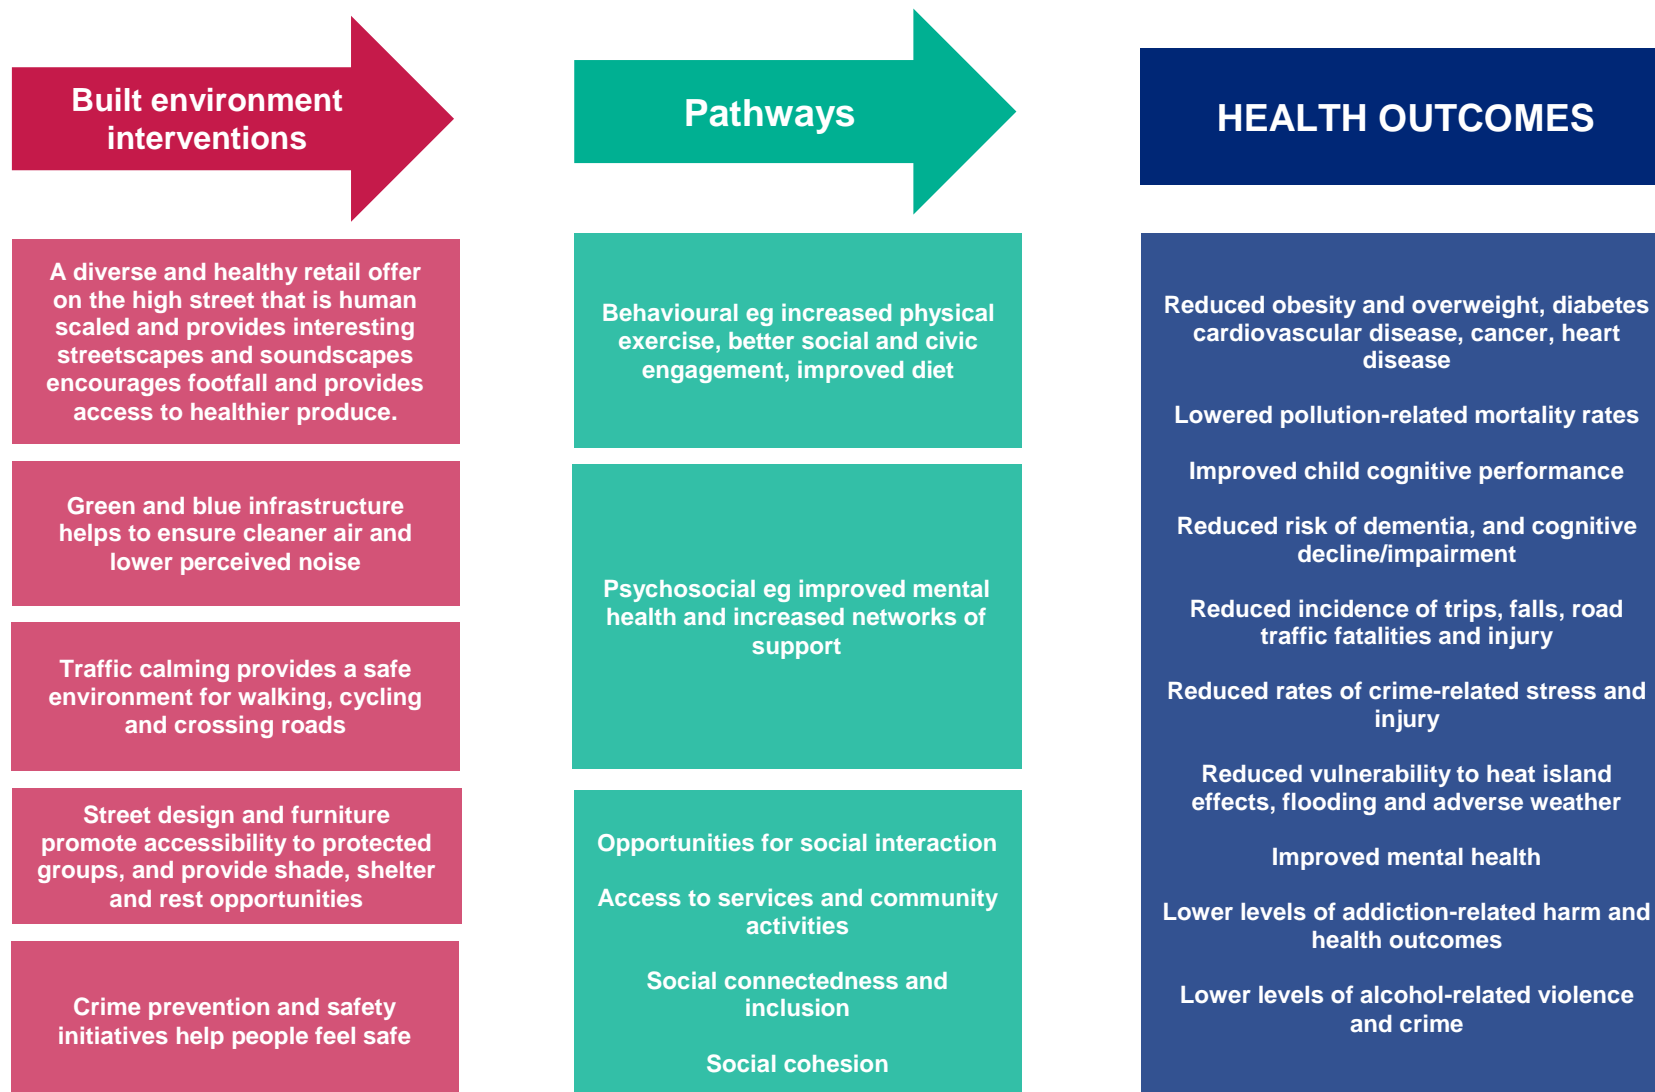 Built environment
interventions
A diverse and healthy retail offer
on the high street that is human
scaled and provides interesting
streetscapes and soundscapes
encourages footfall and provides
access to healthier produce.
Green and blue infrastructure
helps to ensure cleaner air and
lower perceived noise
Traffic calming provides a safe
environment for walking, cycling
and crossing roads
Street design and furniture
promote accessibility to protected
groups, and provide shade, shelter
and rest opportunities
Crime prevention and safety
initiatives help people feel safe
Pathways
Behavioural eg increased physical
exercise, better social and civic
engagement, improved diet
Psychosocial eg improved mental
health and increased networks of
support
Opportunities for social interaction
Access to services and community
activities
Social connectedness and
inclusion
Social cohesion
HEALTH OUTCOMES
Reduced obesity and overweight, diabetes
cardiovascular disease, cancer, heart
disease
Lowered pollution-related mortality rates
Improved child cognitive performance
Reduced risk of dementia, and cognitive
decline/impairment
Reduced incidence of trips, falls, road
traffic fatalities and injury
Reduced rates of crime-related stress and
injury
Reduced vulnerability to heat island
effects, flooding and adverse weather
Improved mental health
Lower levels of addiction-related harm and
health outcomes
Lower levels of alcohol-related violence
and crime